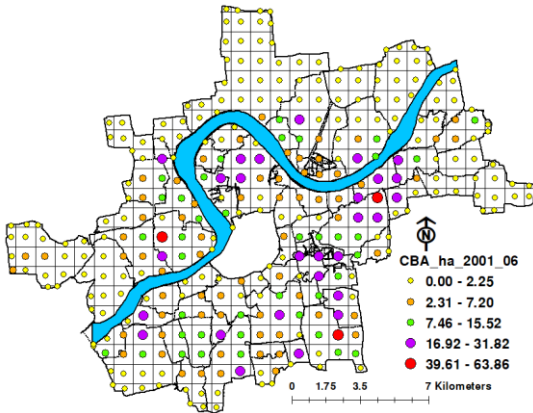 N
CBA_ha_2001_06
0.00 - 2.25
2.31 - 7.20
7.46 - 15.52
16.92 - 31.82
39.61 - 63.86
0 1.75 3.5 7 Kilometers